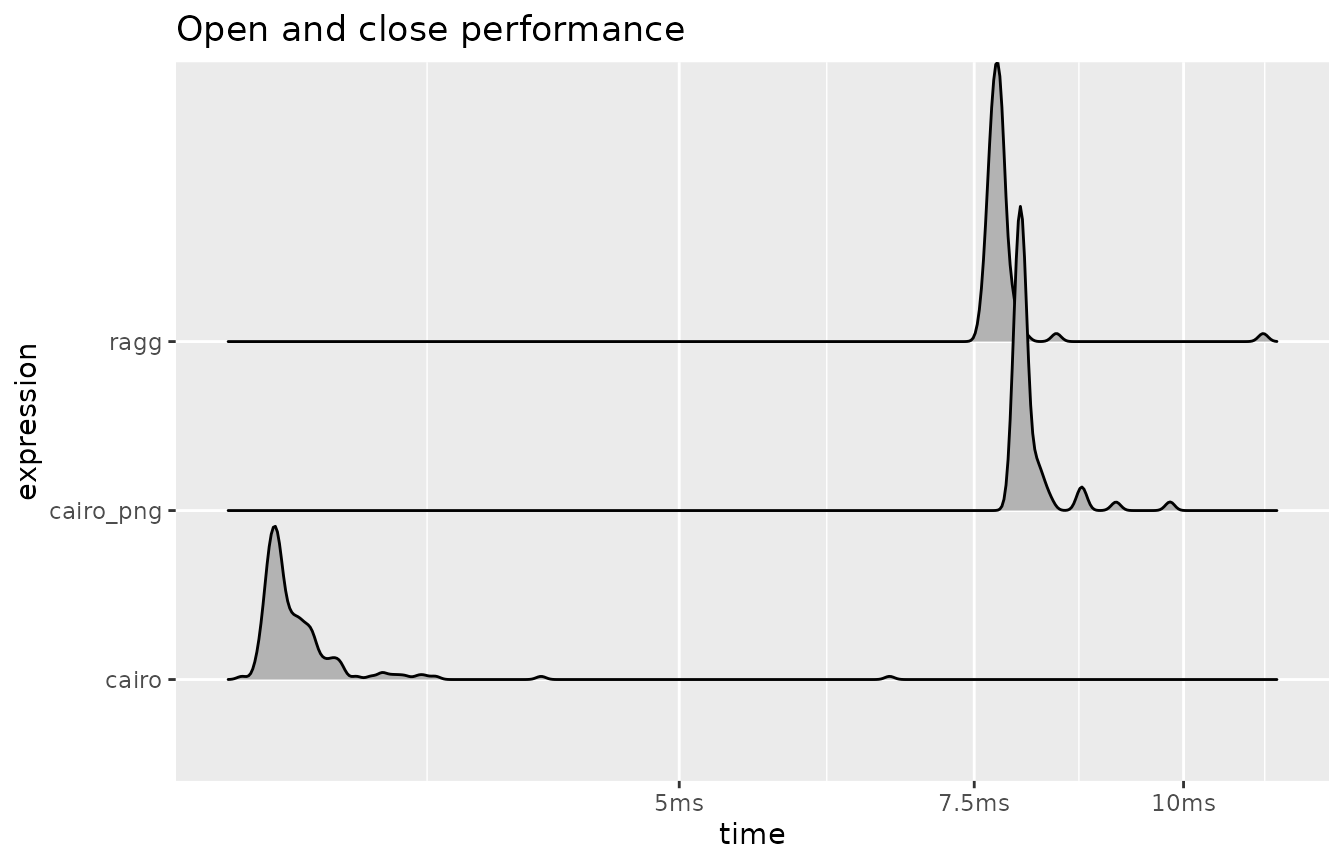 Open and close performance
expression
ragg
cairo_png
cairo
5ms 7.5ms 10ms
time